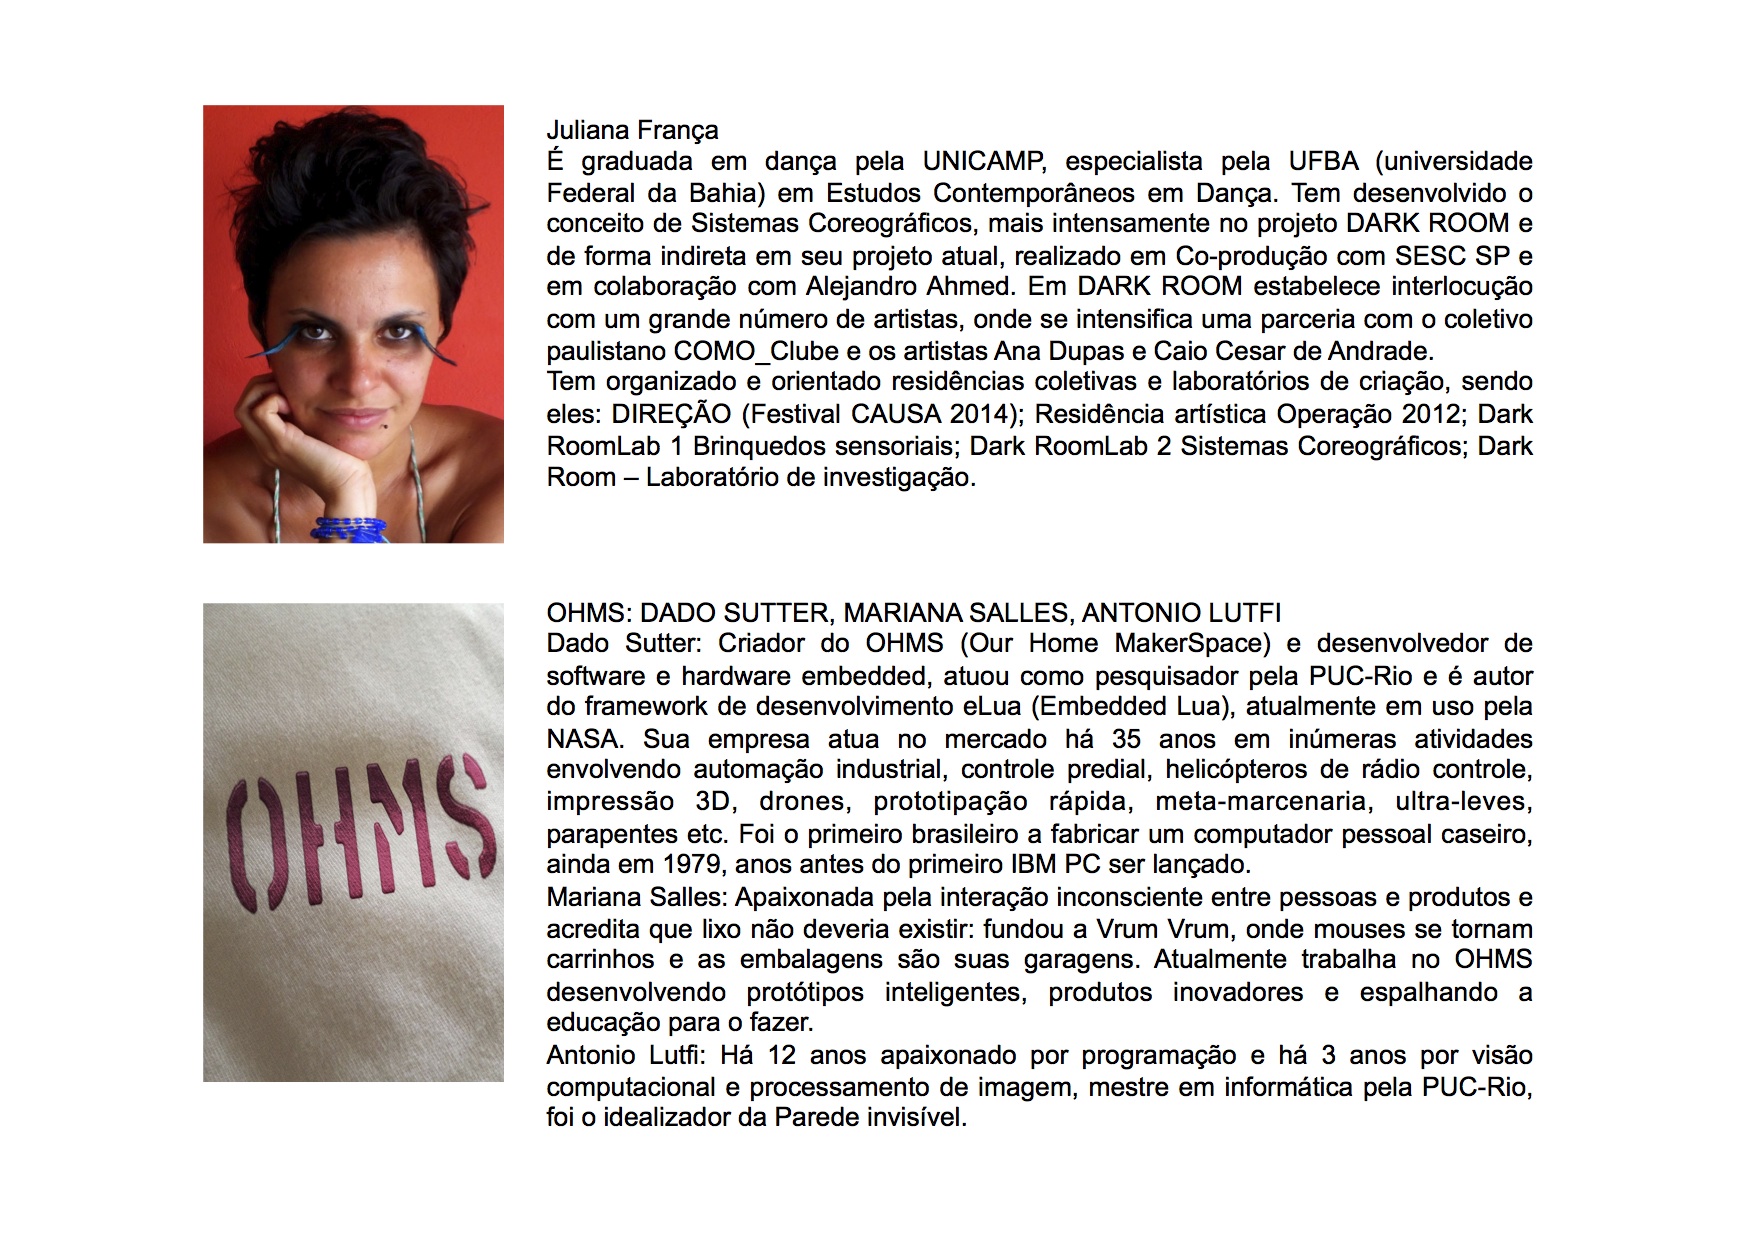 Juliana França
É graduada em dança pela UNICAMP, especialista pela UFBA (universidade
Federal da Bahia) em Estudos Contemporâneos em Dança. Tem desenvolvido o
conceito de Sistemas Coreográficos, mais intensamente no projeto DARK ROOM e
de forma indireta em seu projeto atual, realizado em Co-produção com SESC SP e
em colaboração com Alejandro Ahmed. Em DARK ROOM estabelece interlocução
com um grande número de artistas, onde se intensifica uma parceria com o coletivo
paulistano COMO_Clube e os artistas Ana Dupas e Caio Cesar de Andrade.
Tem organizado e orientado residências coletivas e laboratórios de criação, sendo
eles: DIREÇÃO (Festival CAUSA 2014); Residência artística Operação 2012; Dark
RoomLab 1 Brinquedos sensoriais; Dark RoomLab 2 Sistemas Coreográficos; Dark
Room – Laboratório de investigação.
OHMS
OHMS: DADO SUTTER, MARIANA SALLES, ANTONIO LUTFI
Dado Sutter: Criador do OHMS (Our Home MakerSpace) e desenvolvedor de
software e hardware embedded, atuou como pesquisador pela PUC-Rio e é autor
do framework de desenvolvimento eLua (Embedded Lua), atualmente em uso pela
NASA. Sua empresa atua no mercado há 35 anos em inúmeras atividades
envolvendo automação industrial, controle predial, helicópteros de rádio controle,
impressão 3D, drones, prototipação rápida, meta-marcenaria, ultra-leves,
parapentes etc. Foi o primeiro brasileiro a fabricar um computador pessoal caseiro,
ainda em 1979, anos antes do primeiro IBM PC ser lançado.
Mariana Salles: Apaixonada pela interação inconsciente entre pessoas e produtos e
acredita que lixo não deveria existir: fundou a Vrum Vrum, onde mouses se tornam
carrinhos e as embalagens são suas garagens. Atualmente trabalha no OHMS
desenvolvendo protótipos inteligentes, produtos inovadores e espalhando a
educação para o fazer.
Antonio Lutfi: Há 12 anos apaixonado por programação e há 3 anos por visão
computacional e processamento de imagem, mestre em informática pela PUC-Rio,
foi o idealizador da Parede invisível.